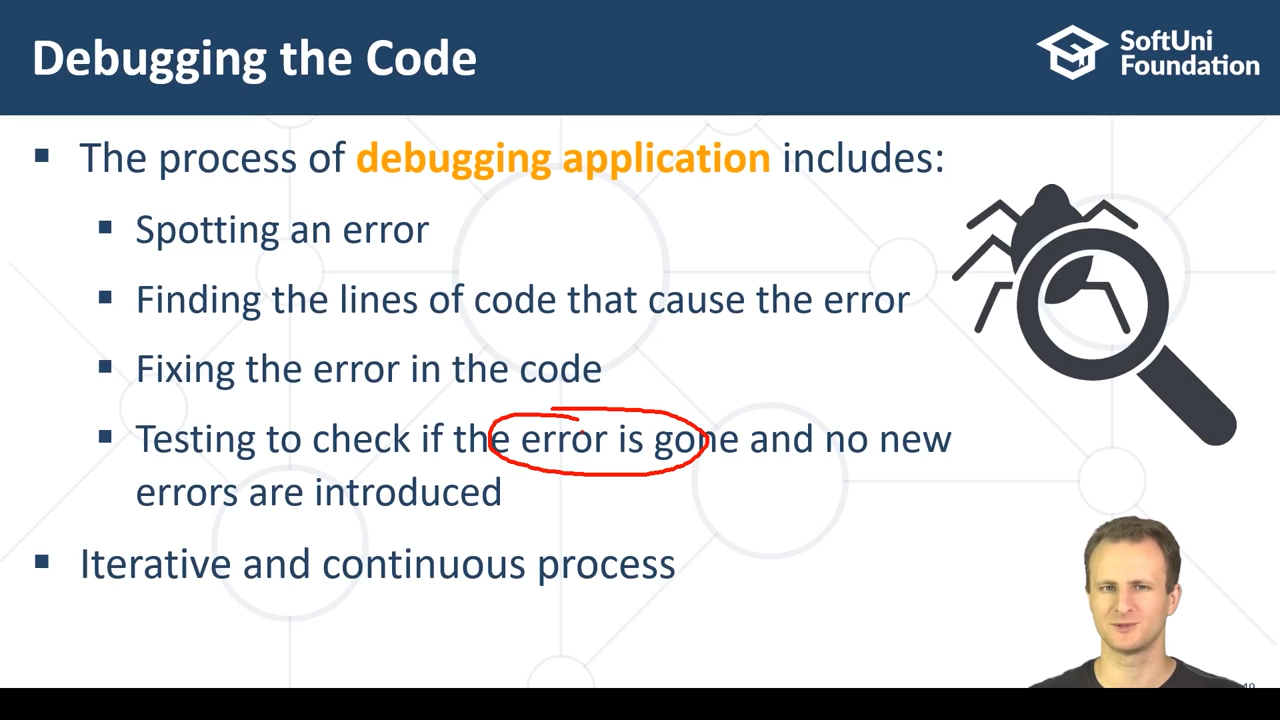 Debugging the Code
SoftUni
Foundation
The process of debugging application includes:
Spotting an error
Finding the lines of code that cause the error
Fixing the error in the code
Testing to check if the error is gone and no new
errors are introduced
Iterative and continuous process